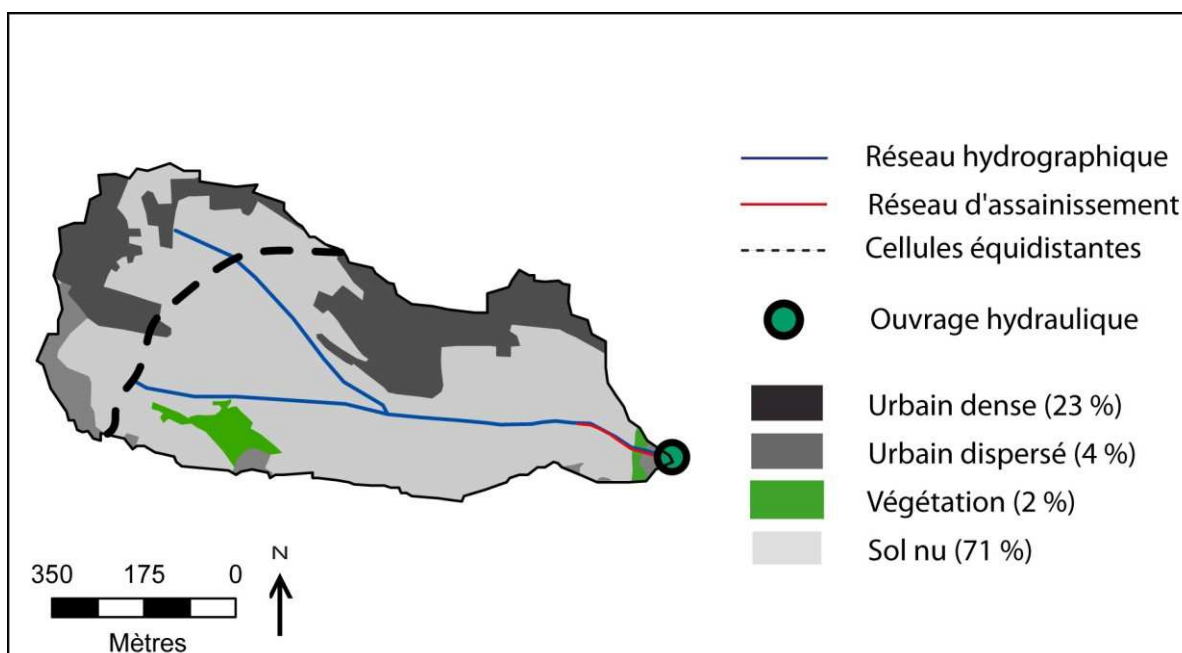 Réseau hydrographique
Réseau d'assainissement
Cellules équidistantes
Ouvrage hydraulique
Urbain dense (23 %)
Urbain dispersé (4 %)
Végétation (2 %)
Sol nu (71 %)
350 175 0
Mètres
N